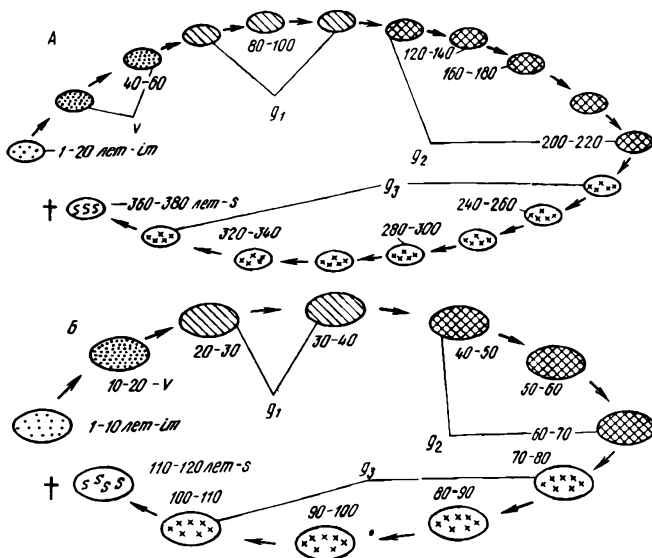 А
80-100
120-140
40-60
160-180
g₁
v
200-220
1-20 лет-im
g₂
g₃
† 360-380 лет-s
240-260
320-340
280-300
Б
20-30
30-40
40-50
10-20-v
50-60
g₁
1-10 лет-im
g₂
60-70
† 110-120 лет-s
g₃
70-80
100-110
80-90
90-100